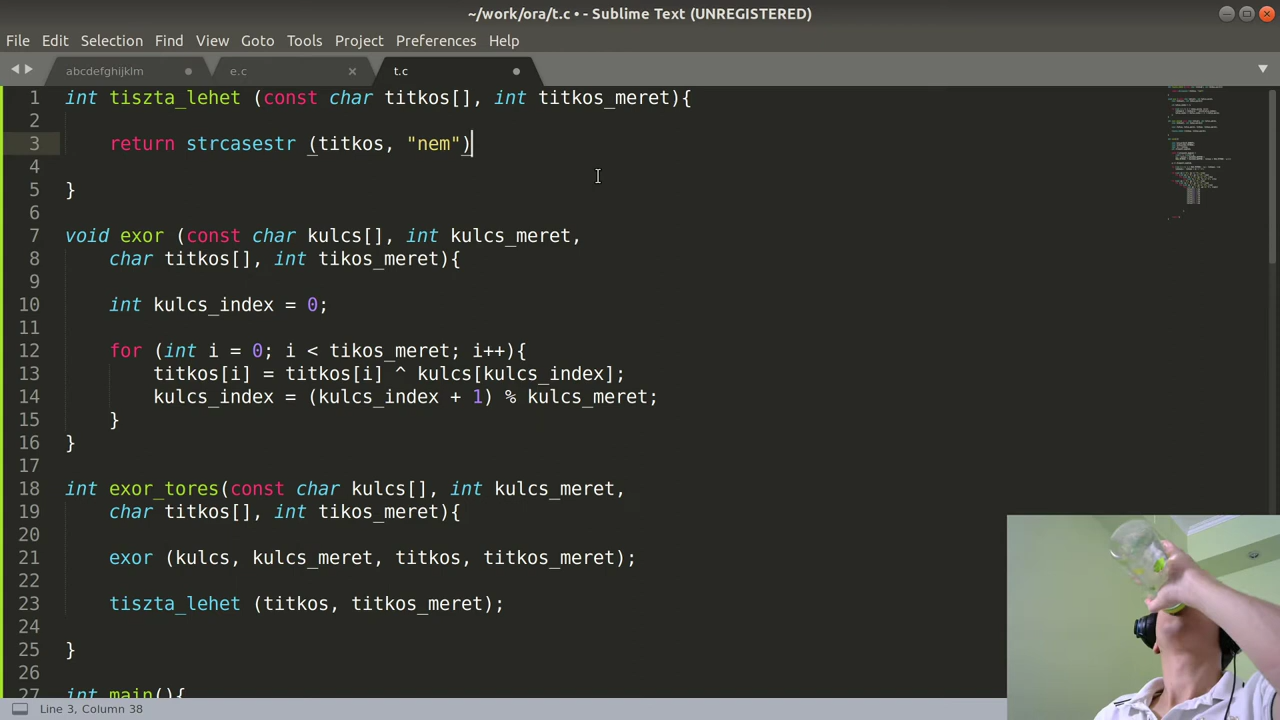 ~/work/ora/t.c • - Sublime Text (UNREGISTERED)
File Edit Selection Find View Goto Tools Project Preferences Help
abcdefghijklm e.c t.c
1 int tiszta_lehet (const char titkos[], int titkos_meret){
2
3 return strcasestr (titkos, "nem")
4
5 }
6
7 void exor (const char kulcs[], int kulcs_meret,
8 char titkos[], int tikos_meret){
9
10 int kulcs_index = 0;
11
12 for (int i = 0; i < tikos_meret; i++){
13 titkos[i] = titkos[i] ^ kulcs[kulcs_index];
14 kulcs_index = (kulcs_index + 1) % kulcs_meret;
15 }
16 }
17
18 int exor_tores(const char kulcs[], int kulcs_meret,
19 char titkos[], int tikos_meret){
20
21 exor (kulcs, kulcs_meret, titkos, titkos_meret);
22
23 tiszta_lehet (titkos, titkos_meret);
24
25 }
26
27 int main(){
Line 3, Column 38